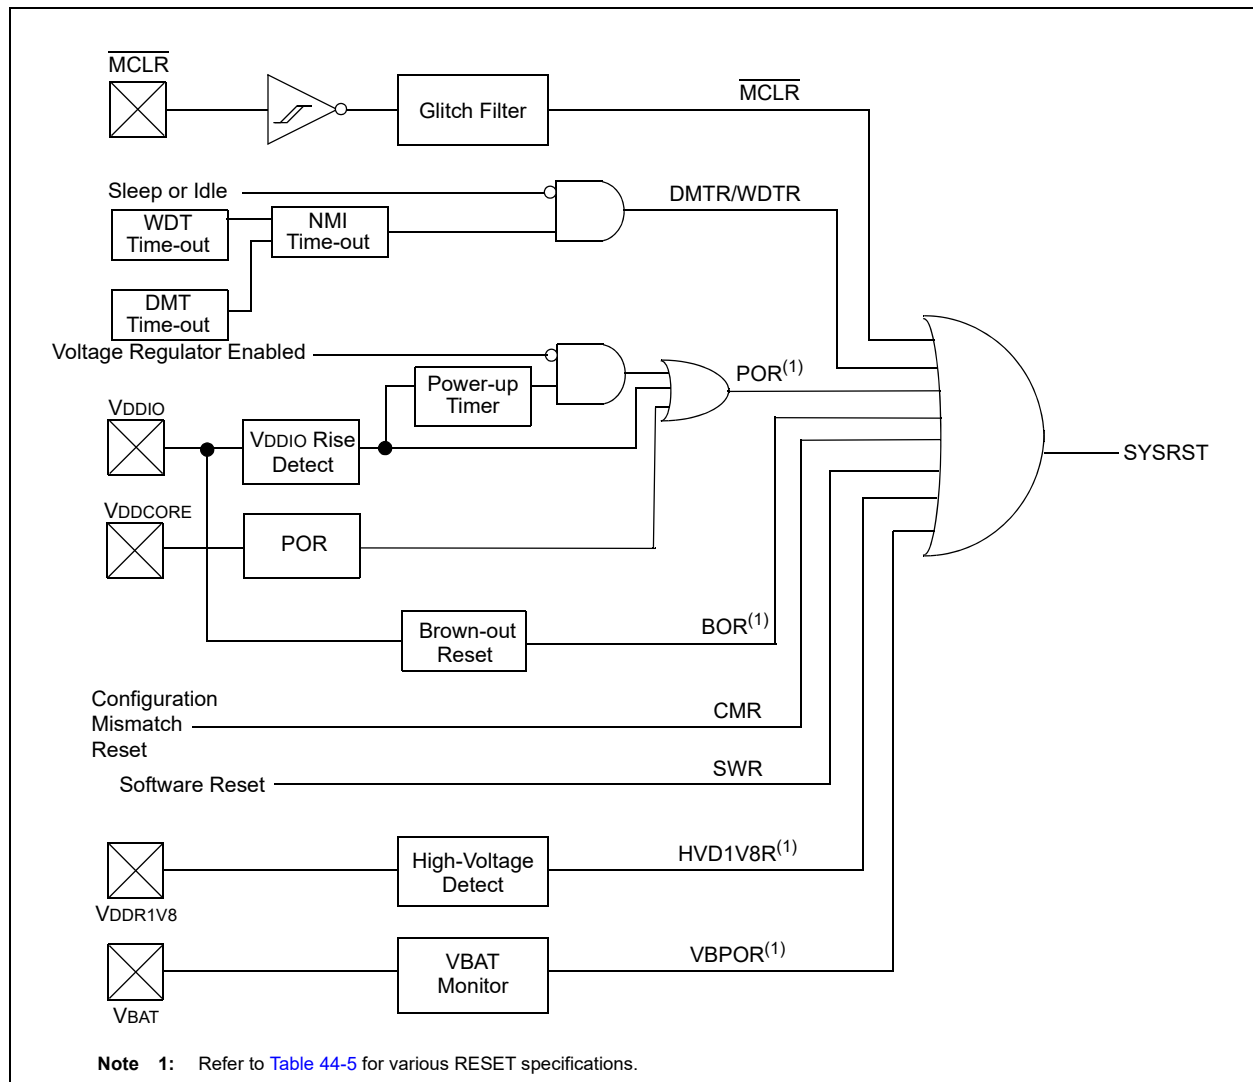 MCLR
Glitch Filter
MCLR
Sleep or Idle
DMTR/WDTR
WDT
Time-out
NMI
Time-out
DMT
Time-out
Voltage Regulator Enabled
Power-up
Timer
POR(1)
VDDIO
VDDIO Rise
Detect
SYSRST
VDDCORE
POR
Brown-out
Reset
BOR(1)
Configuration
Mismatch
Reset
CMR
Software Reset
SWR
High-Voltage
Detect
HVD1V8R(1)
VDDR1V8
VBAT
Monitor
VBPOR(1)
VBAT
Note 1: Refer to Table 44-5 for various RESET specifications.